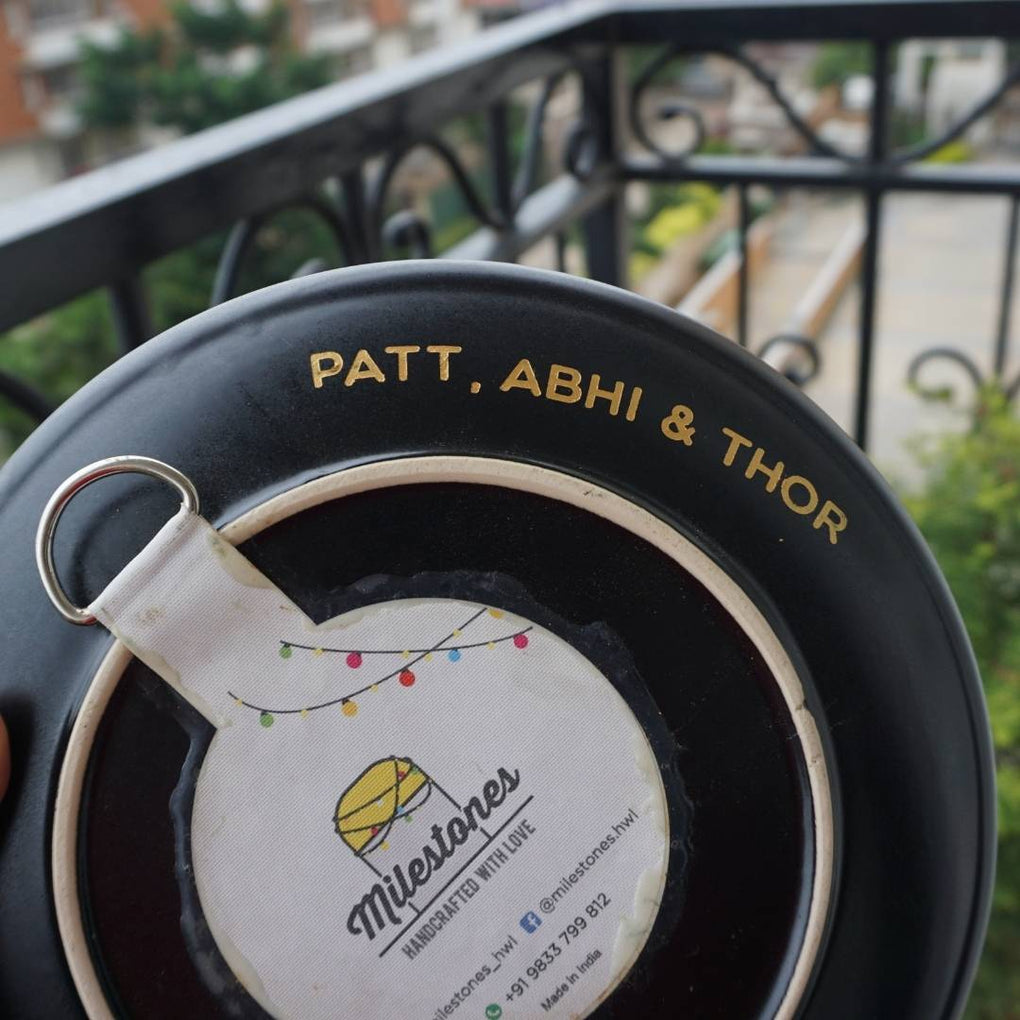 PATT, ABHI & THOR
Milestones
HANDCRAFTED WITH LOVE
@milestones.hwl
+91 9833 799 812
Made in India